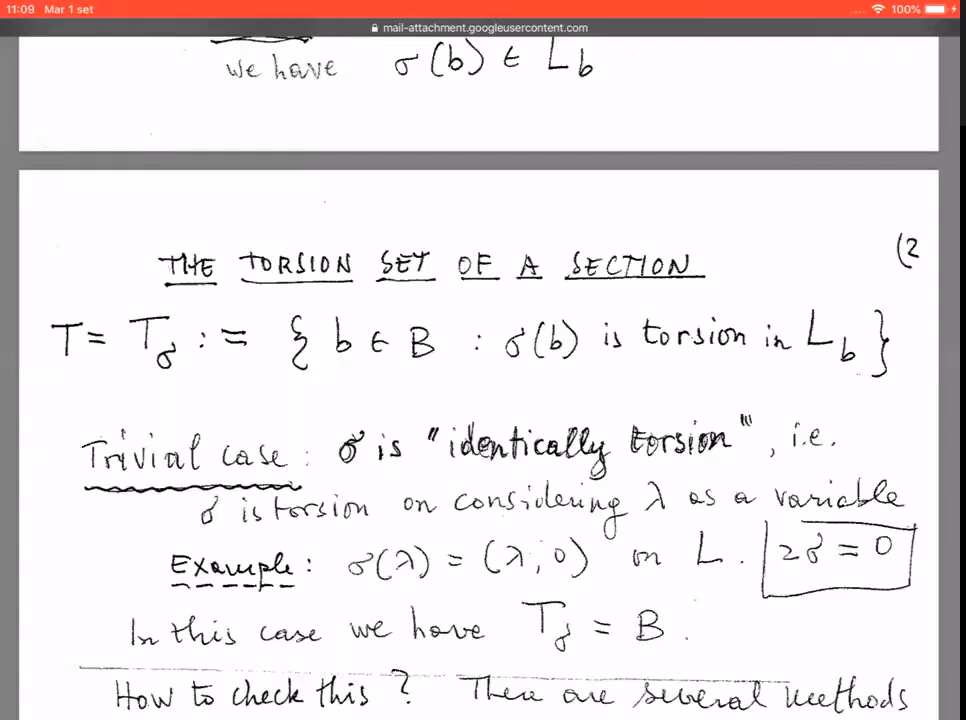 11:09 Mar 1 set
100%
mail-attachment.googleusercontent.com
we have σ(b) ∈ L_b
(2
THE TORSION SET OF A SECTION
T = T_σ := { b ∈ B : σ(b) is torsion in L_b }
Trivial case: σ is "identically torsion", i.e.
σ is torsion on considering λ as a variable
Example: σ(λ) = (λ, 0) on L. 2σ = 0
In this case we have T_σ = B.
How to check this? There are several methods